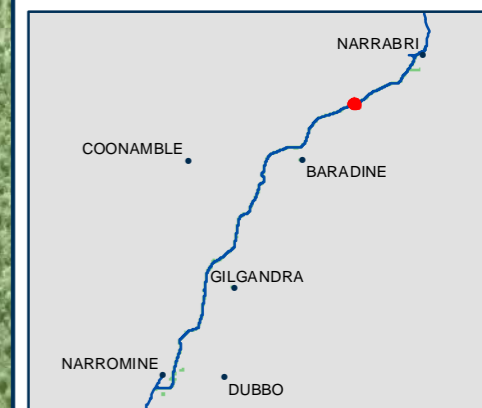 NARRABRI
COONAMBLE
BARADINE
GILGANDRA
NARROMINE
DUBBO